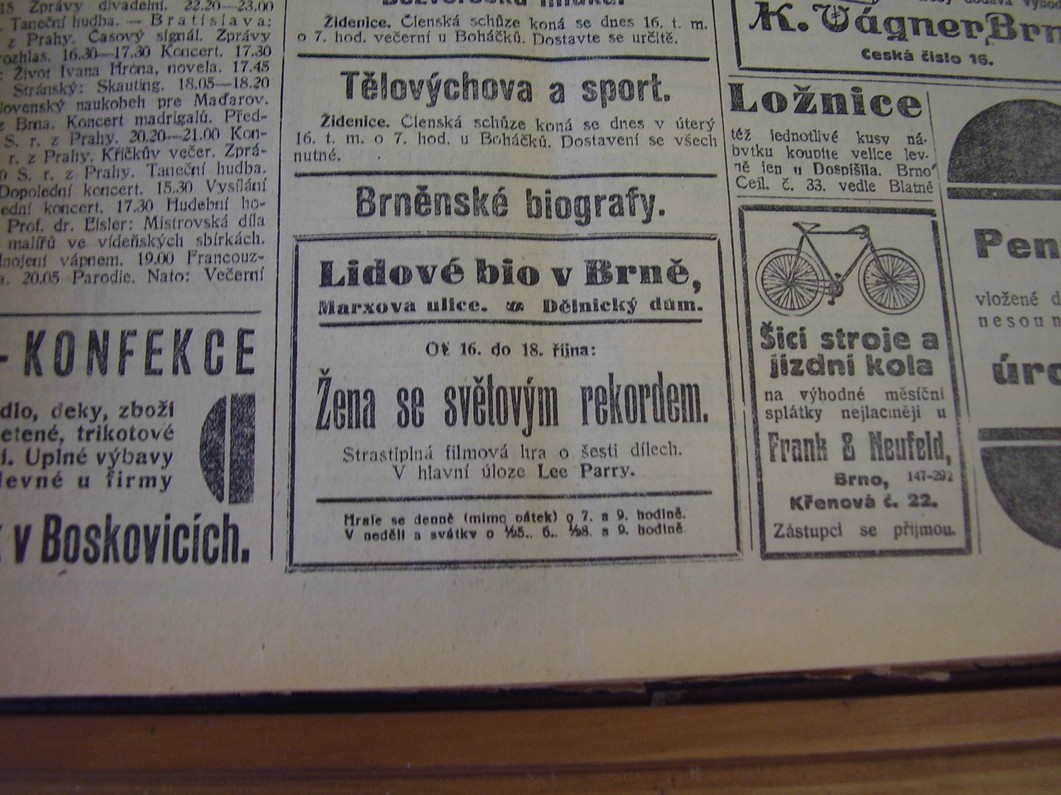 15 Zprávy divadelní. 22.20—23.00
Taneční hudba. — Bratislava:
z Prahy. Časový signál. Zprávy
rozhlas. 16.30—17.30 Koncert. 17.30
Život Ivana Hróna, novela. 17.45
Stránský: Skauting. 18.05—18.20
lovenský naukobeh pre Maďarov.
z Brna. Koncert madrigalů. Před-
S. r. z Prahy. 20.20—21.00 Kon-
r. z Prahy. Křičkův večer. Zprá-
S. r. z Prahy. Taneční hudba.
Dopolední koncert. 15.30 Vysílání
ední koncert. 17.30 Hudební ho-
Prof. dr. Eisler: Mistrovská díla
malířů ve vídeňských sbírkách.
hnojení vápnem. 19.00 Francouz-
a. 20.05 Parodie. Nato: Večerní
- KONFEKCE
dlo, deky, zboží
etené, trikotové
í. Úplné výbavy
levné u firmy
k v Boskovicích.
Židenice. Členská schůze koná se dnes 16. t. m.
o 7. hod. večerní u Boháčků. Dostavte se určitě.
Tělovýchova a sport.
Židenice. Členská schůze koná se dnes v úterý
16. t. m. o 7. hod. u Boháčků. Dostavení se všech
nutné.
Brněnské biografy.
Lidové bio v Brně,
Marxova ulice. Dělnický dům.
Od 16. do 18. října:
Žena se světovým rekordem.
Strastiplná filmová hra o šesti dílech.
V hlavní úloze Lee Parry.
Hraje se denně (mimo pátek) o 7. a 9. hodině.
V neděli a svátky o ½5., 6., ½8. a 9. hodině.
K. Vágner, Brn
Česká číslo 16.
Ložnice
též jednotlivé kusy ná-
bytku koupíte velice lev-
ně jen u Dospíšila. Brno
Cejl. č. 33. vedle Blatné
Šicí stroje a
jízdní kola
na výhodné měsíční
splátky nejlaciněji u
Frank & Neufeld,
Brno, 147-292
Křenová č. 22.
Zástupci se přijmou.
Pen
vložené d
nesoun
úro